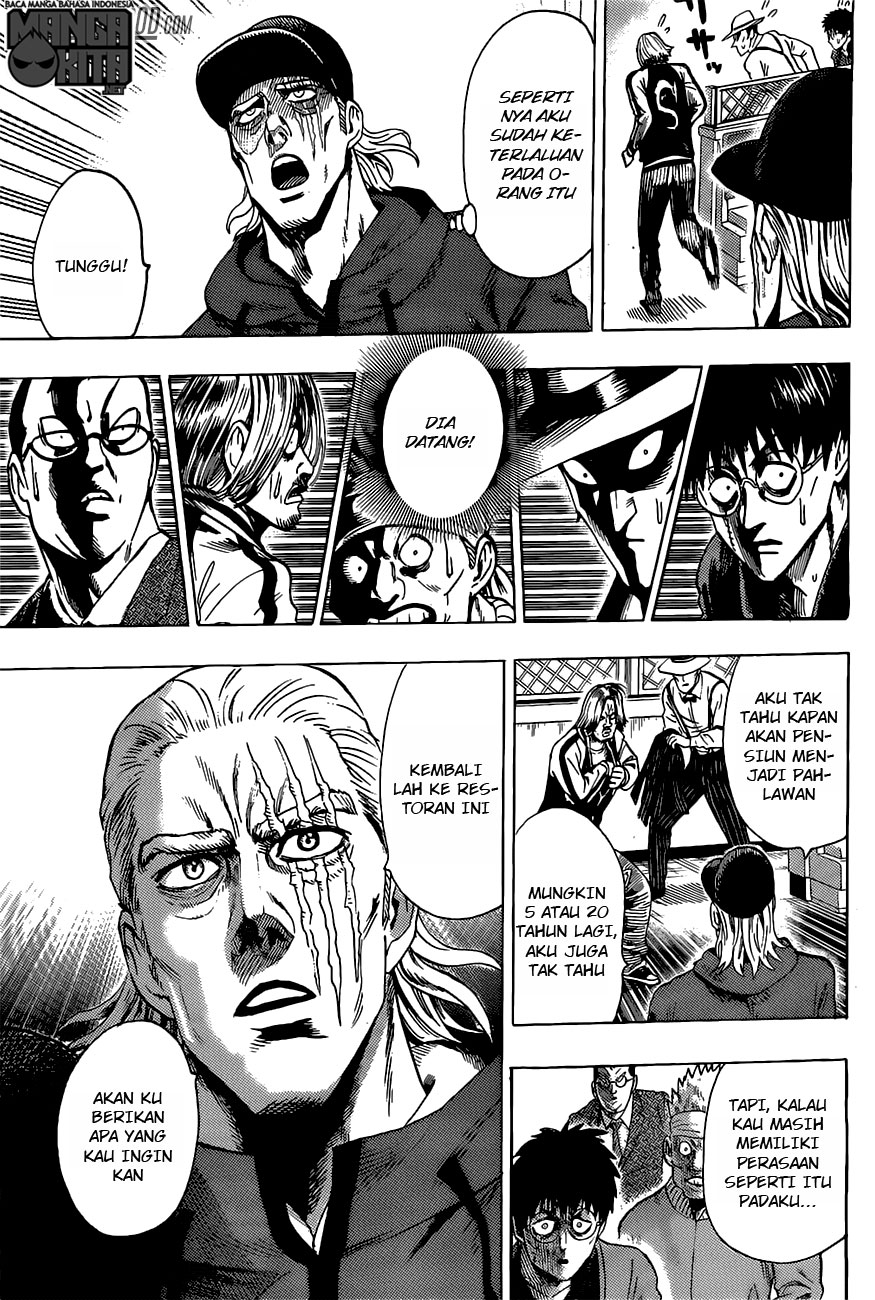 BACA MANGA BAHASA INDONESIA
MANGA
OD.COM
KITA
.NET
SEPERTI
NYA AKU
SUDAH KE-
TERLALUAN
PADA O-
RANG ITU
TUNGGU!
DIA
DATANG!
AKU TAK
TAHU KAPAN
AKAN PEN-
SIUN MEN-
JADI PAH-
LAWAN
MUNGKIN
5 ATAU 20
TAHUN LAGI,
AKU JUGA
TAK TAHU
TAPI, KALAU
KAU MASIH
MEMILIKI
PERASAAN
SEPERTI ITU
PADAKU...
KEMBALI
LAH KE RES-
TORAN INI
AKAN KU
BERIKAN
APA YANG
KAU INGIN
KAN